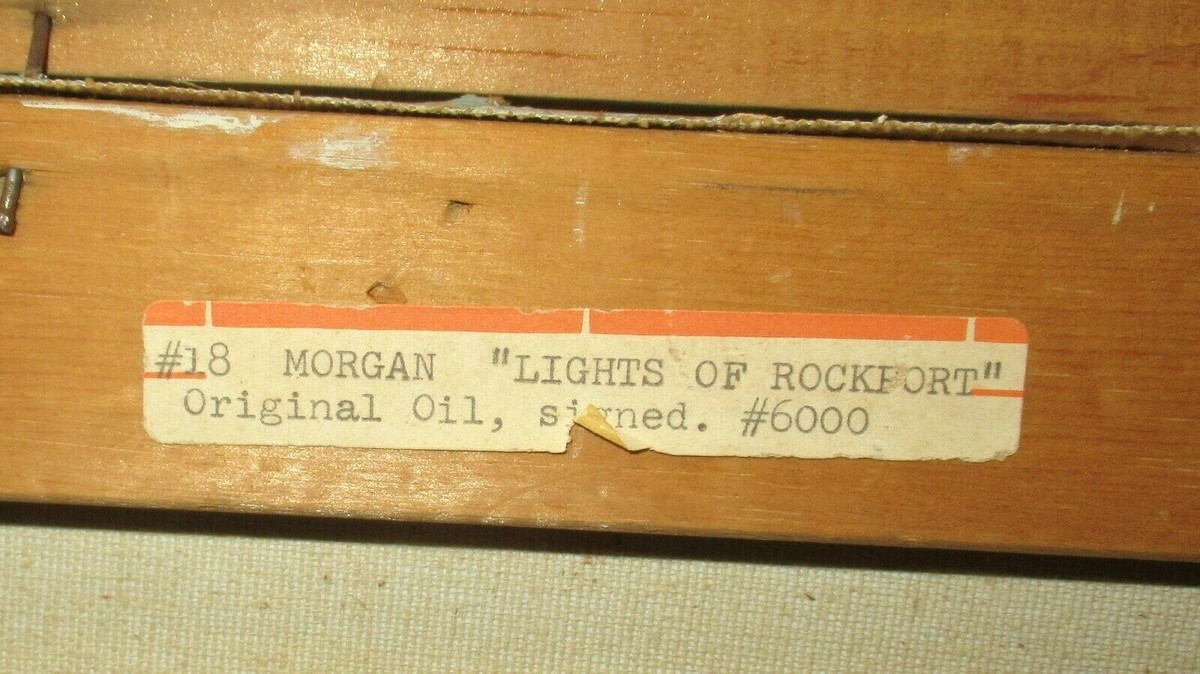 #18 MORGAN "LIGHTS OF ROCKPORT"
Original Oil, signed. #6000